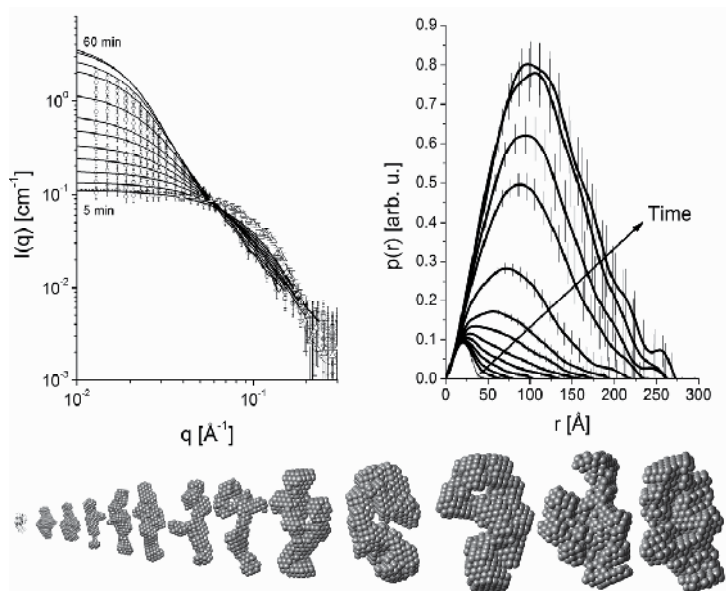 60 min
5 min
I(q) [cm⁻¹]
10⁰
10⁻¹
10⁻²
10⁻³
10⁻²
10⁻¹
q [Å⁻¹]
p(r) [arb. u.]
0.9
0.8
0.7
0.6
0.5
0.4
0.3
0.2
0.1
0.0
0 50 100 150 200 250 300
r [Å]
Time